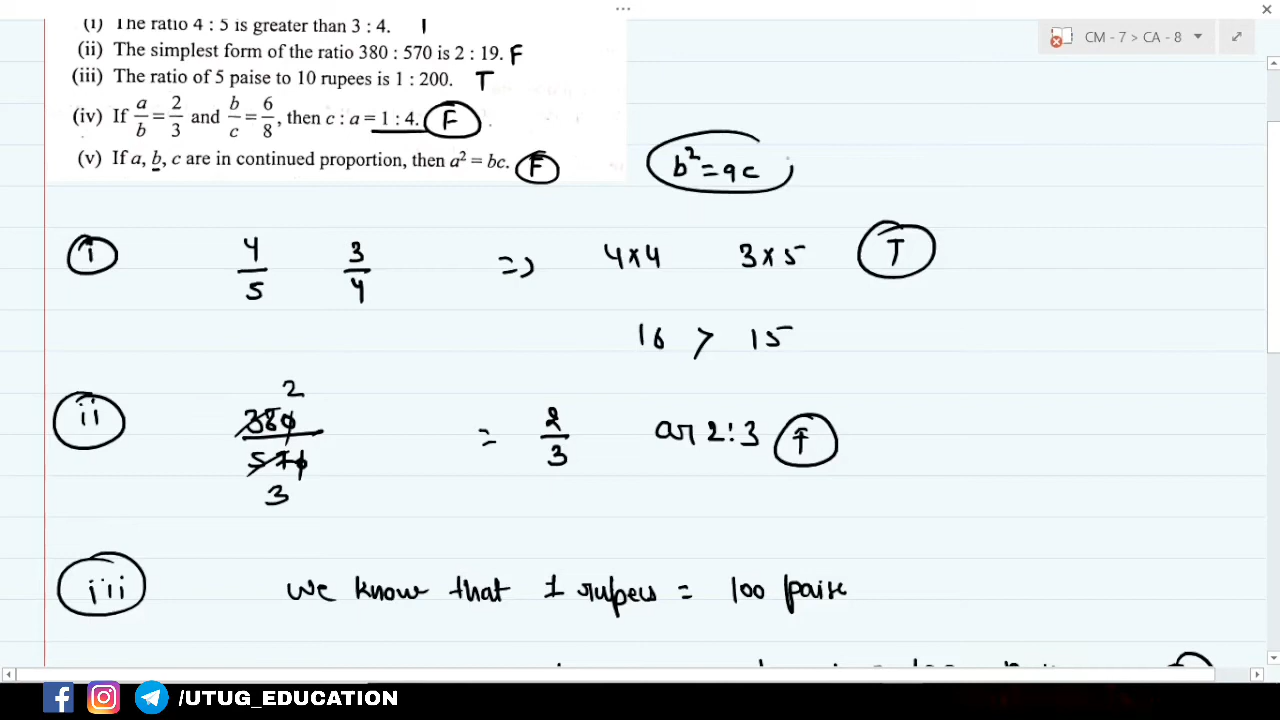 (i) The ratio 4 : 5 is greater than 3 : 4. T
(ii) The simplest form of the ratio 380 : 570 is 2 : 19. F
(iii) The ratio of 5 paise to 10 rupees is 1 : 200. T
(iv) If a/b = 2/3 and b/c = 6/8, then c : a = 1 : 4. F
(v) If a, b, c are in continued proportion, then a² = bc. F
b² = ac
CM - 7 > CA - 8
i 4/5 3/4 => 4×4 3×5 T
16 > 15
ii 380/570 2 3 = 2/3 or 2:3 F
iii we know that 1 rupees = 100 paise
/UTUG_EDUCATION